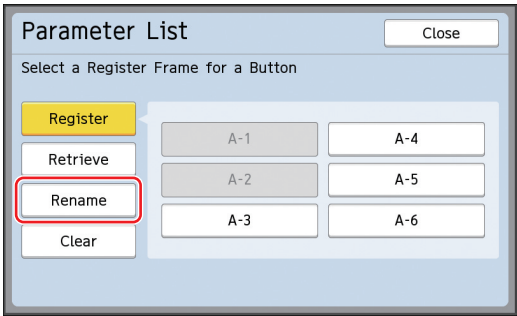 Parameter List
Close
Select a Register Frame for a Button
Register
Retrieve
Rename
Clear
A-1
A-4
A-2
A-5
A-3
A-6